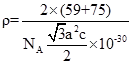 ρ= 2×(59+75) / (N_A √3a²c/2 ×10⁻³⁰)